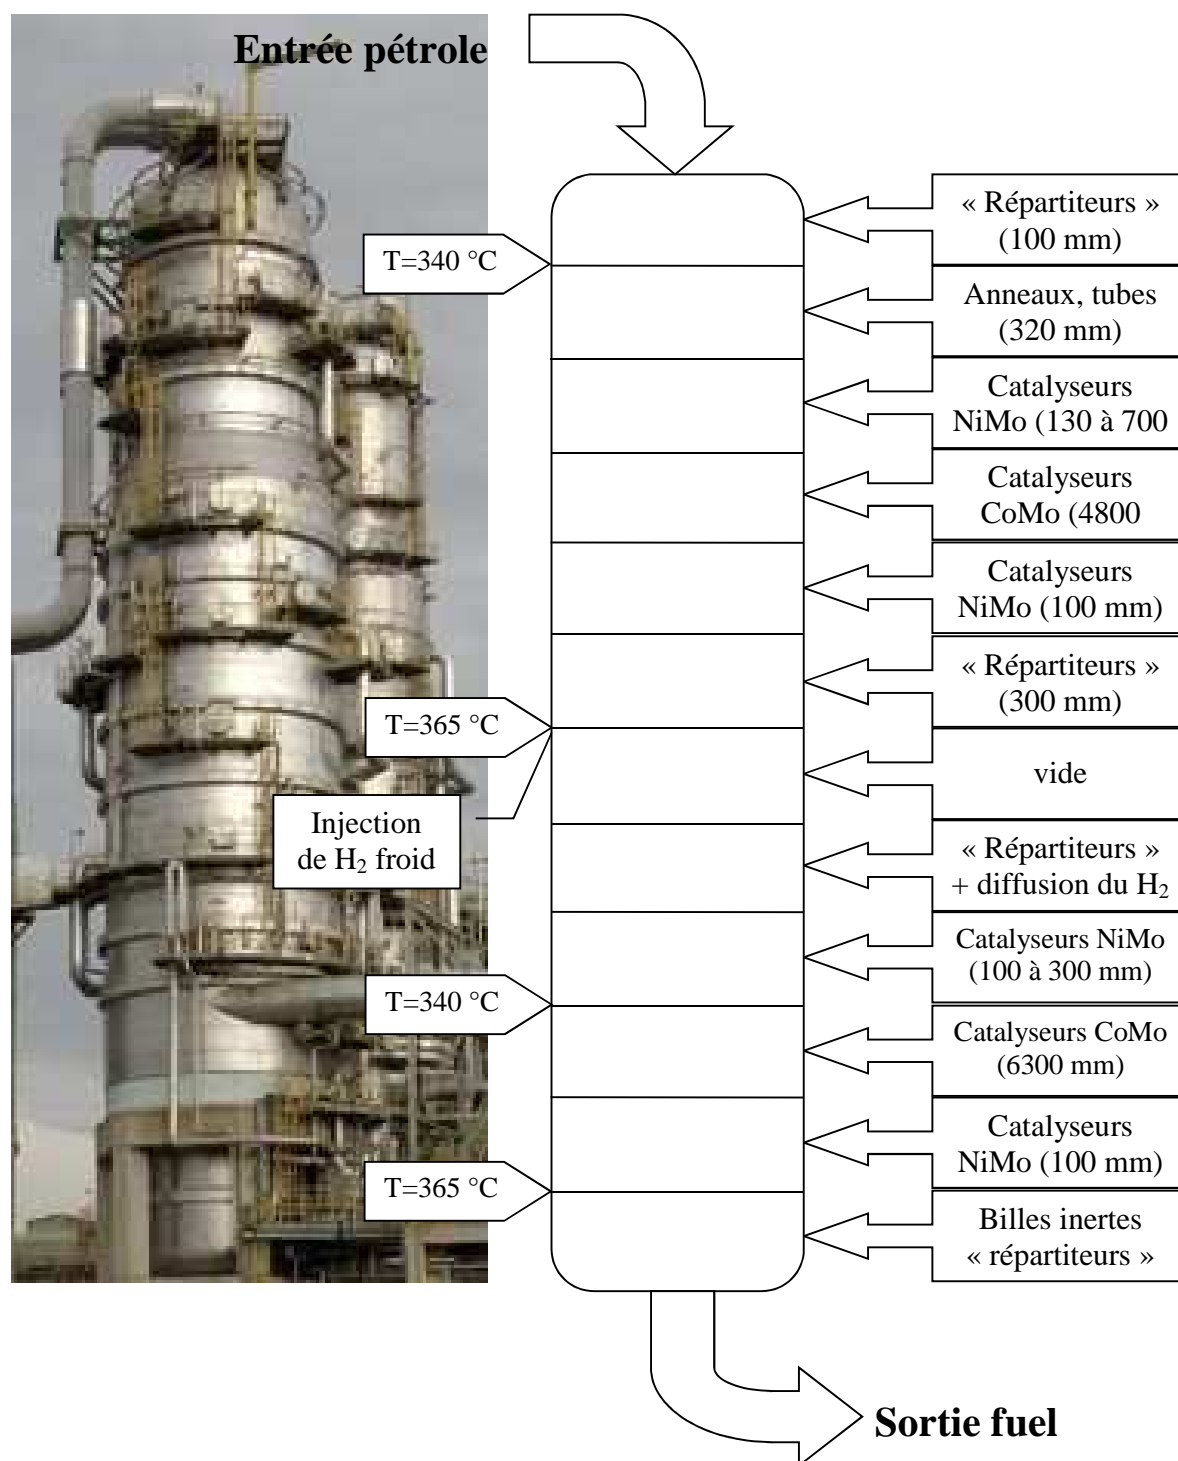 Entrée pétrole
« Répartiteurs »
(100 mm)
T=340 °C
Anneaux, tubes
(320 mm)
Catalyseurs
NiMo (130 à 700
Catalyseurs
CoMo (4800
Catalyseurs
NiMo (100 mm)
« Répartiteurs »
(300 mm)
T=365 °C
vide
Injection
de H₂ froid
« Répartiteurs »
+ diffusion du H₂
Catalyseurs NiMo
(100 à 300 mm)
T=340 °C
Catalyseurs CoMo
(6300 mm)
Catalyseurs
NiMo (100 mm)
T=365 °C
Billes inertes
« répartiteurs »
Sortie fuel